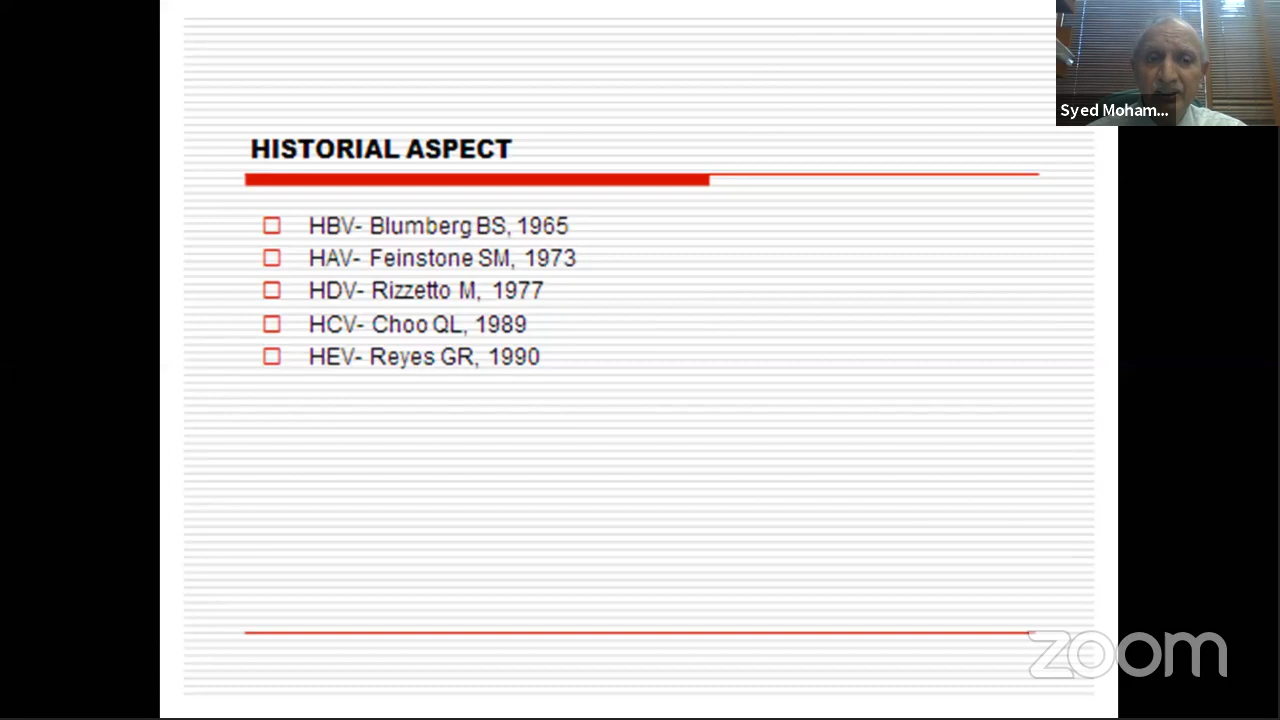 Syed Moham...
HISTORIAL ASPECT
HBV- Blumberg BS, 1965
HAV- Feinstone SM, 1973
HDV- Rizzetto M, 1977
HCV- Choo QL, 1989
HEV- Reyes GR, 1990
zoom